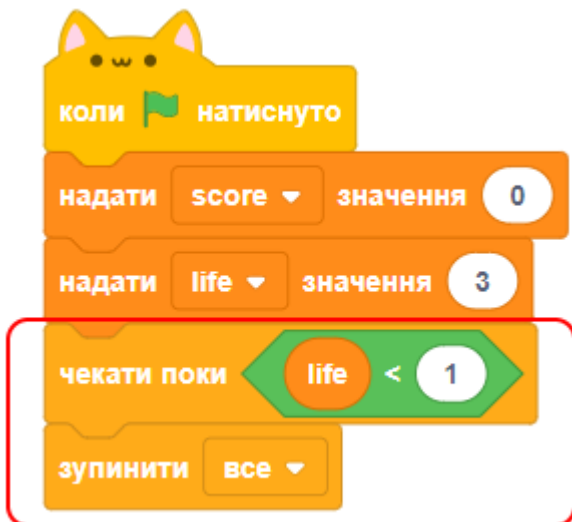 коли натиснуто
надати score значення 0
надати life значення 3
чекати поки life < 1
зупинити все